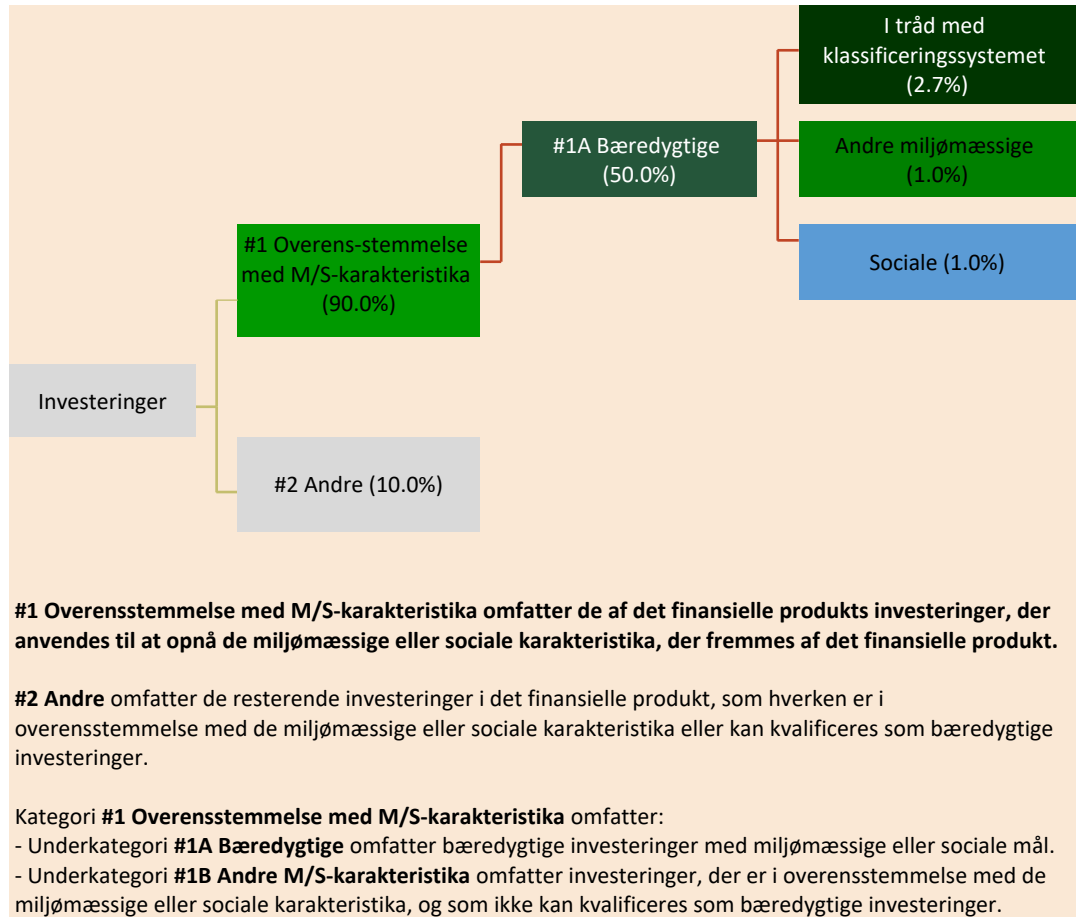 I tråd med
klassificeringssystemet
(2.7%)
#1A Bæredygtige
(50.0%)
Andre miljømæssige
(1.0%)
#1 Overens-stemmelse
med M/S-karakteristika
(90.0%)
Sociale (1.0%)
Investeringer
#2 Andre (10.0%)
#1 Overensstemmelse med M/S-karakteristika omfatter de af det finansielle produkts investeringer, der
anvendes til at opnå de miljømæssige eller sociale karakteristika, der fremmes af det finansielle produkt.
#2 Andre omfatter de resterende investeringer i det finansielle produkt, som hverken er i
overensstemmelse med de miljømæssige eller sociale karakteristika eller kan kvalificeres som bæredygtige
investeringer.
Kategori #1 Overensstemmelse med M/S-karakteristika omfatter:
- Underkategori #1A Bæredygtige omfatter bæredygtige investeringer med miljømæssige eller sociale mål.
- Underkategori #1B Andre M/S-karakteristika omfatter investeringer, der er i overensstemmelse med de
miljømæssige eller sociale karakteristika, og som ikke kan kvalificeres som bæredygtige investeringer.